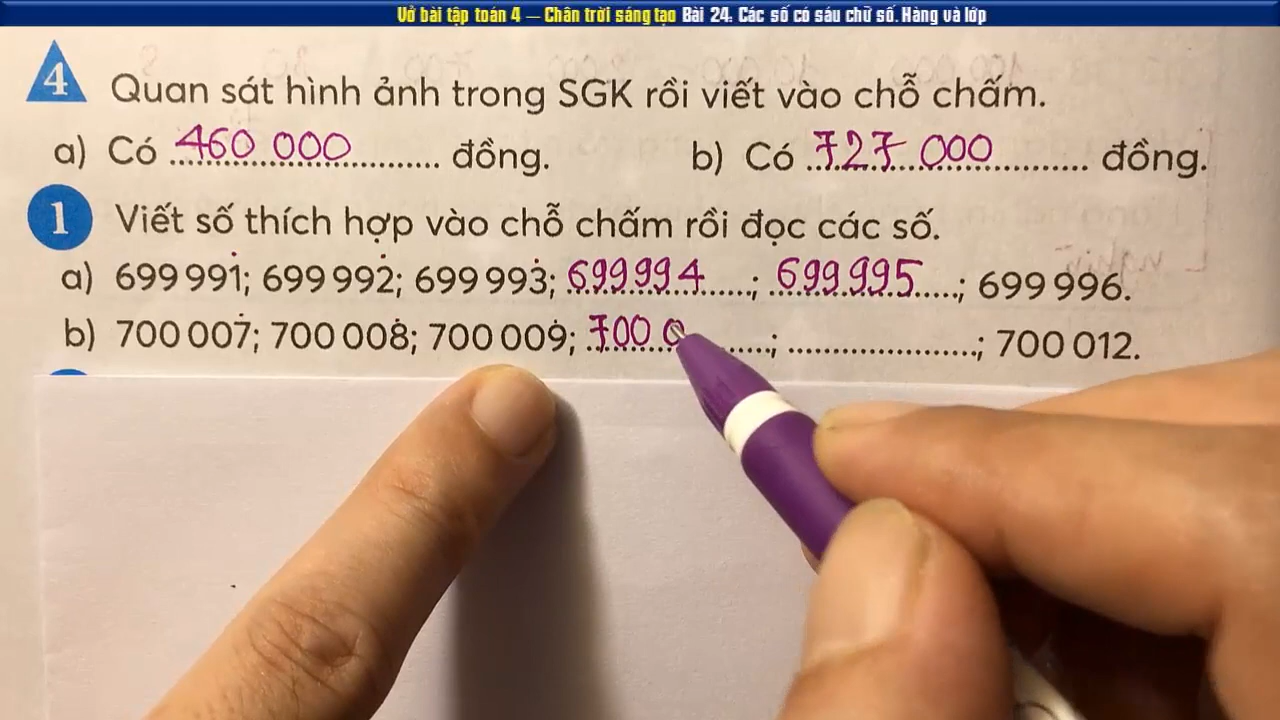 Vở bài tập toán 4 – Chân trời sáng tạo Bài 24. Các số có sáu chữ số. Hàng và lớp
4 Quan sát hình ảnh trong SGK rồi viết vào chỗ chấm.
a) Có 460 000 đồng. b) Có 727 000 đồng.
1 Viết số thích hợp vào chỗ chấm rồi đọc các số.
a) 699 991; 699 992; 699 993; 699 994; 699 995; 699 996.
b) 700 007; 700 008; 700 009; 700 0......; ......................; 700 012.